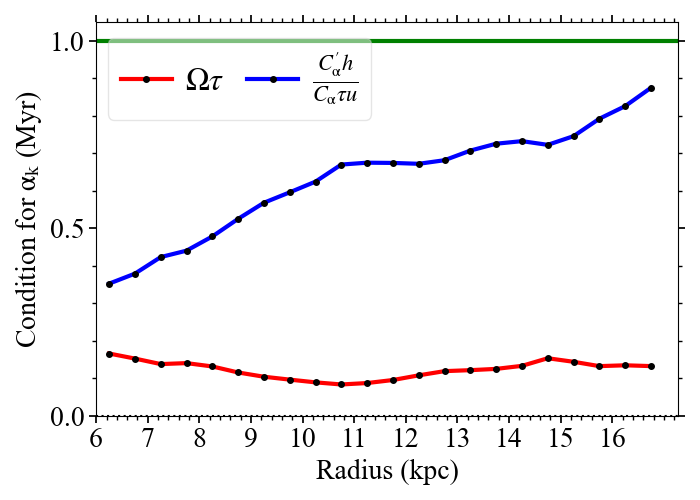 Condition for αk (Myr)
1.0
0.5
0.0
Ωτ
C'αh
Cατu
6 7 8 9 10 11 12 13 14 15 16
Radius (kpc)